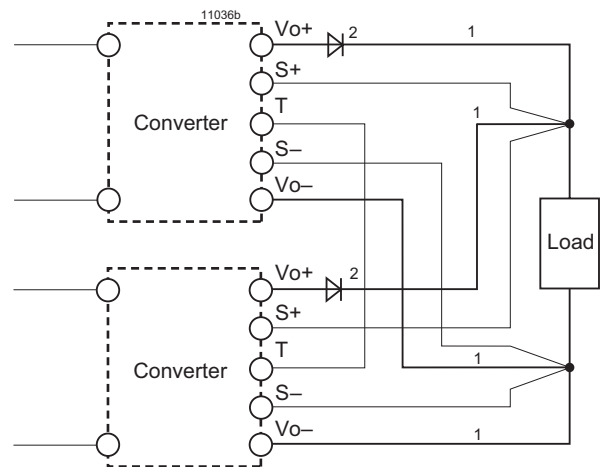 11036b
Vo+
2
1
S+
1
T
Converter
S–
Vo–
Load
Vo+
2
S+
T
1
Converter
S–
1
Vo–